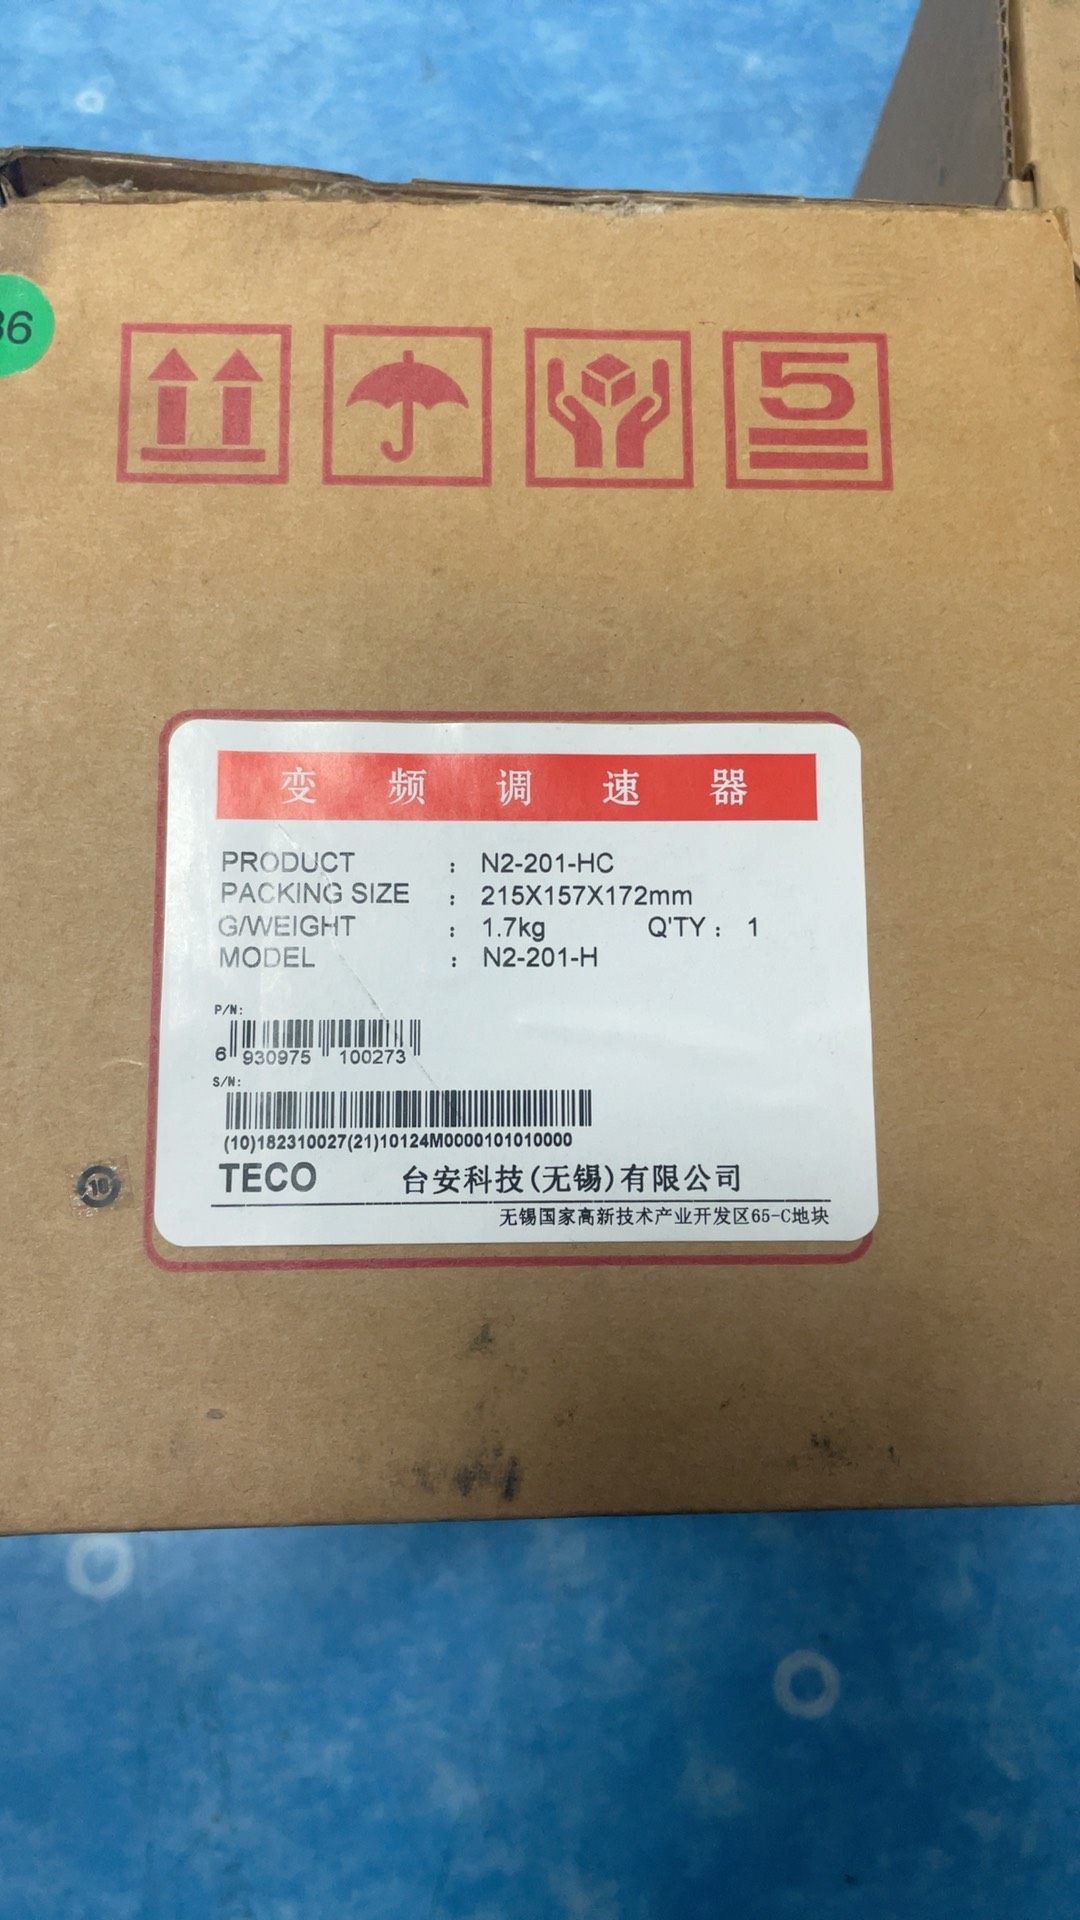 36
5
变频调速器
PRODUCT : N2-201-HC
PACKING SIZE : 215X157X172mm
G/WEIGHT : 1.7kg Q'TY : 1
MODEL : N2-201-H
P/N:
6 930975 100273
S/N:
(10)182310027(21)10124M0000101010000
TECO 台安科技(无锡)有限公司
无锡国家高新技术产业开发区65-C地块
10